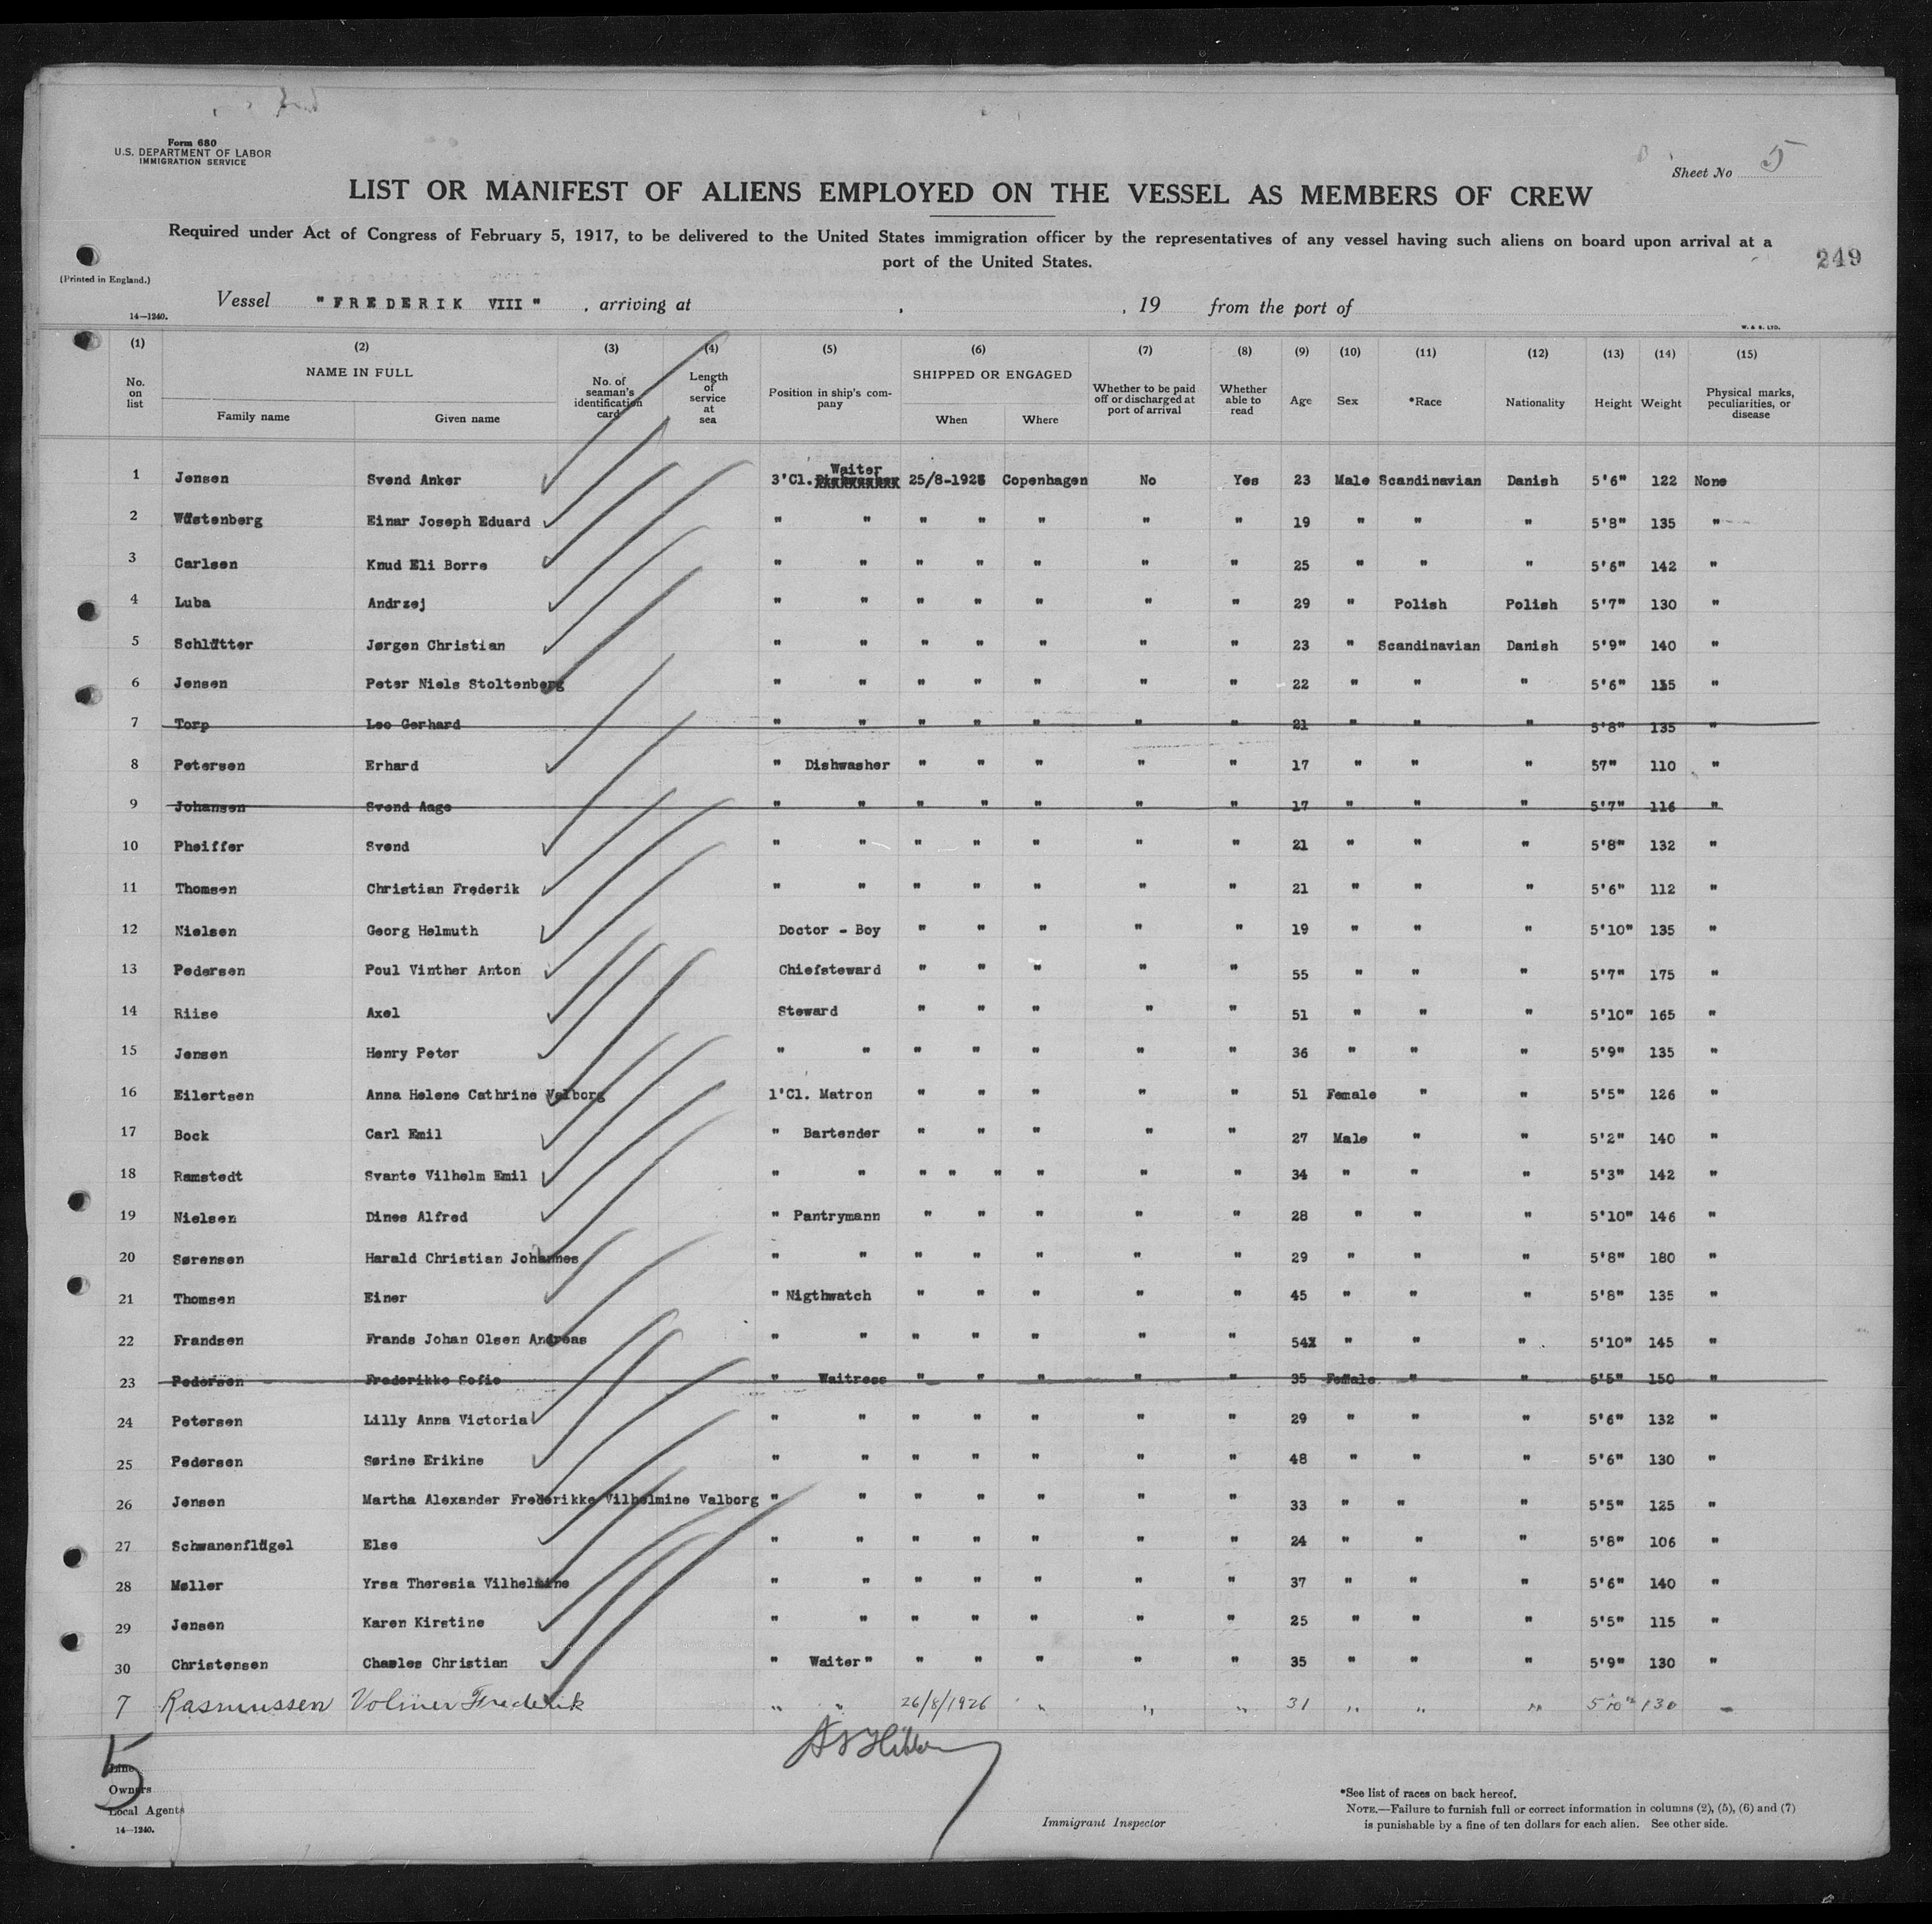 Form 680
U.S. DEPARTMENT OF LABOR
IMMIGRATION SERVICE
Sheet No 5
LIST OR MANIFEST OF ALIENS EMPLOYED ON THE VESSEL AS MEMBERS OF CREW
Required under Act of Congress of February 5, 1917, to be delivered to the United States immigration officer by the representatives of any vessel having such aliens on board upon arrival at a
port of the United States.
249
(Printed in England.)
Vessel "FREDERIK VIII" , arriving at , , 19 from the port of
14—1240.
W. & S. LTD.
(1) (2) (3) (4) (5) (6) (7) (8) (9) (10) (11) (12) (13) (14) (15)
No. on list NAME IN FULL Family name Given name No. of seaman's identification card Length of service at sea Position in ship's company SHIPPED OR ENGAGED When Where Whether to be paid off or discharged at port of arrival Whether able to read Age Sex *Race Nationality Height Weight Physical marks, peculiarities, or disease
1 Jensen Svend Anker 3'Cl. Waiter 25/8-1926 Copenhagen No Yes 23 Male Scandinavian Danish 5'6" 122 None
2 Wüstenberg Einar Joseph Eduard " " " " " " " 19 " " " 5'8" 135 "
3 Carlsen Knud Eli Borre " " " " " " " 25 " " " 5'6" 142 "
4 Luba Andrzej " " " " " " " 29 " Polish Polish 5'7" 130 "
5 Schlütter Jørgen Christian " " " " " " " 23 " Scandinavian Danish 5'9" 140 "
6 Jensen Peter Niels Stoltenberg " " " " " " " 22 " " " 5'6" 135 "
7 Torp Leo Gerhard " " " " " " " 21 " " " 5'8" 135 "
8 Petersen Erhard " Dishwasher " " " " " 17 " " " 57" 110 "
9 Johansen Svend Aage " " " " " " " 17 " " " 5'7" 116 "
10 Pheiffer Svend " " " " " " " 21 " " " 5'8" 132 "
11 Thomsen Christian Frederik " " " " " " " 21 " " " 5'6" 112 "
12 Nielsen Georg Helmuth Doctor - Boy " " " " " 19 " " " 5'10" 135 "
13 Pedersen Poul Vinther Anton Chiefsteward " " " " " 55 " " " 5'7" 175 "
14 Riise Axel Steward " " " " " 51 " " " 5'10" 165 "
15 Jensen Henry Peter " " " " " " " 36 " " " 5'9" 135 "
16 Eilertsen Anna Helene Cathrine Valborg 1'Cl. Matron " " " " " 51 Female " " 5'5" 126 "
17 Bock Carl Emil " Bartender " " " " " 27 Male " " 5'2" 140 "
18 Ramstedt Svante Vilhelm Emil " " " " " " " " 34 " " " 5'3" 142 "
19 Nielsen Dines Alfred " Pantrymann " " " " " 28 " " " 5'10" 146 "
20 Sørensen Harald Christian Johannes " " " " " " " 29 " " " 5'8" 180 "
21 Thomsen Einer " Nigthwatch " " " " " 45 " " " 5'8" 135 "
22 Frandsen Frands Johan Olsen Andreas " " " " " " " 54 " " " 5'10" 145 "
23 Pedersen Frederikke Sofie " Waitress " " " " " 35 Female " " 5'5" 150 "
24 Petersen Lilly Anna Victoria " " " " " " " 29 " " " 5'6" 132 "
25 Pedersen Sørine Erikine " " " " " " " 48 " " " 5'6" 130 "
26 Jensen Martha Alexander Frederikke Vilhelmine Valborg " " " " " " " 33 " " " 5'5" 125 "
27 Schwanenflügel Else " " " " " " " 24 " " " 5'8" 106 "
28 Møller Yrsa Theresia Vilhelmine " " " " " " " 37 " " " 5'6" 140 "
29 Jensen Karen Kirstine " " " " " " " 25 " " " 5'5" 115 "
30 Christensen Chasles Christian " Waiter " " " " " " 35 " " " 5'9" 130 "
7 Rasmussen Volmer Frederik " " 26/8/1926 " " " 31 " " " 5'10" 130 "
5
Line
Owners
Local Agents
14—1240.
Immigrant Inspector
*See list of races on back hereof.
NOTE.—Failure to furnish full or correct information in columns (2), (5), (6) and (7)
is punishable by a fine of ten dollars for each alien. See other side.